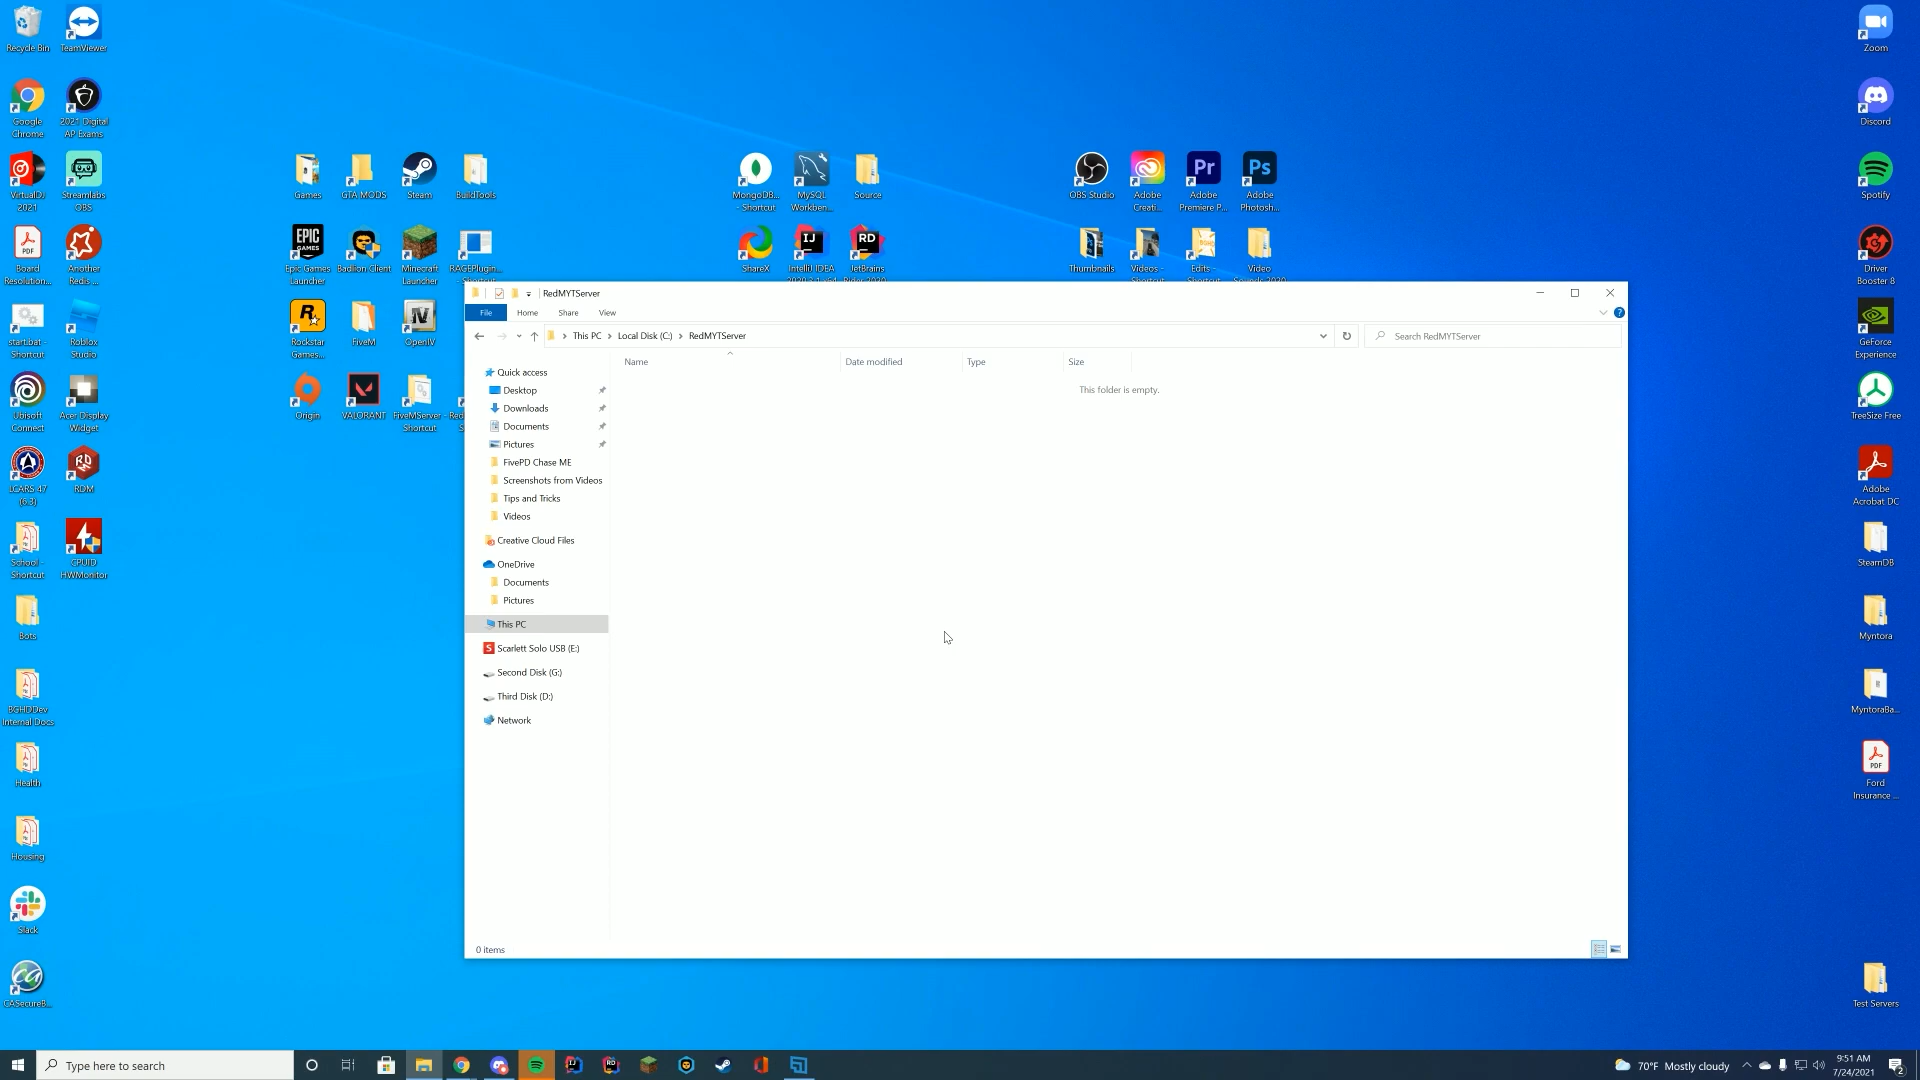 Recycle Bin
TeamViewer
Google
Chrome
2021 Digital
AP Exams
VirtualDJ
2021
Streamlabs
OBS
Board
Resolution...
Another
Redis ...
start.bat -
Shortcut
Roblox
Studio
Ubisoft
Connect
Acer Display
Widget
LCARS 47
(6.3)
RDM
School -
Shortcut
CPUID
HWMonitor
Bots
BGHDDev
Internal Docs
Health
Housing
Slack
CASecureB...
Games
GTA MODS
Steam
BuildTools
Epic Games
Launcher
Badlion Client
Minecraft
Launcher
RAGEPlugin...
Rockstar
Games...
FiveM
OpenIV
Origin
VALORANT
FiveMServer -
Shortcut
MongoDB...
- Shortcut
MySQL
Workben...
Source
ShareX
IntelliJ IDEA
JetBrains
OBS Studio
Adobe
Creati...
Adobe
Premiere P...
Adobe
Photosh...
Thumbnails
Videos -
Edits -
Video
RedMYTServer
File
Home
Share
View
This PC
Local Disk (C:)
RedMYTServer
Search RedMYTServer
Name
Date modified
Type
Size
This folder is empty.
Quick access
Desktop
Downloads
Documents
Pictures
FivePD Chase ME
Screenshots from Videos
Tips and Tricks
Videos
Creative Cloud Files
OneDrive
Documents
Pictures
This PC
Scarlett Solo USB (E:)
Second Disk (G:)
Third Disk (D:)
Network
0 items
Zoom
Discord
Spotify
Driver
Booster 8
GeForce
Experience
TreeSize Free
Adobe
Acrobat DC
SteamDB
Myntora
MyntoraBa...
Ford
Insurance ...
Test Servers
Type here to search
70°F Mostly cloudy
9:51 AM
7/24/2021